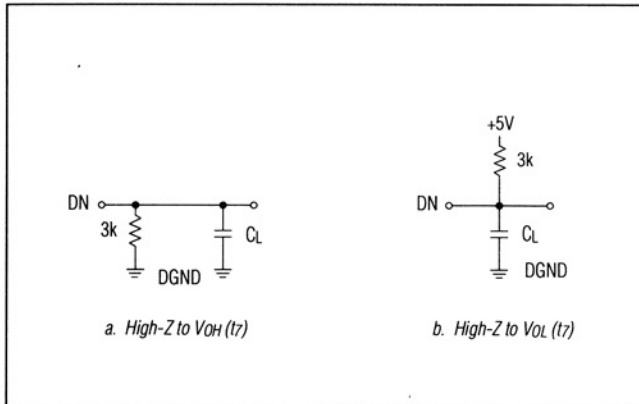 +5V
3k
DN
3k
CL
DGND
DN
CL
DGND
a. High-Z to VOH (t7)
b. High-Z to VOL (t7)